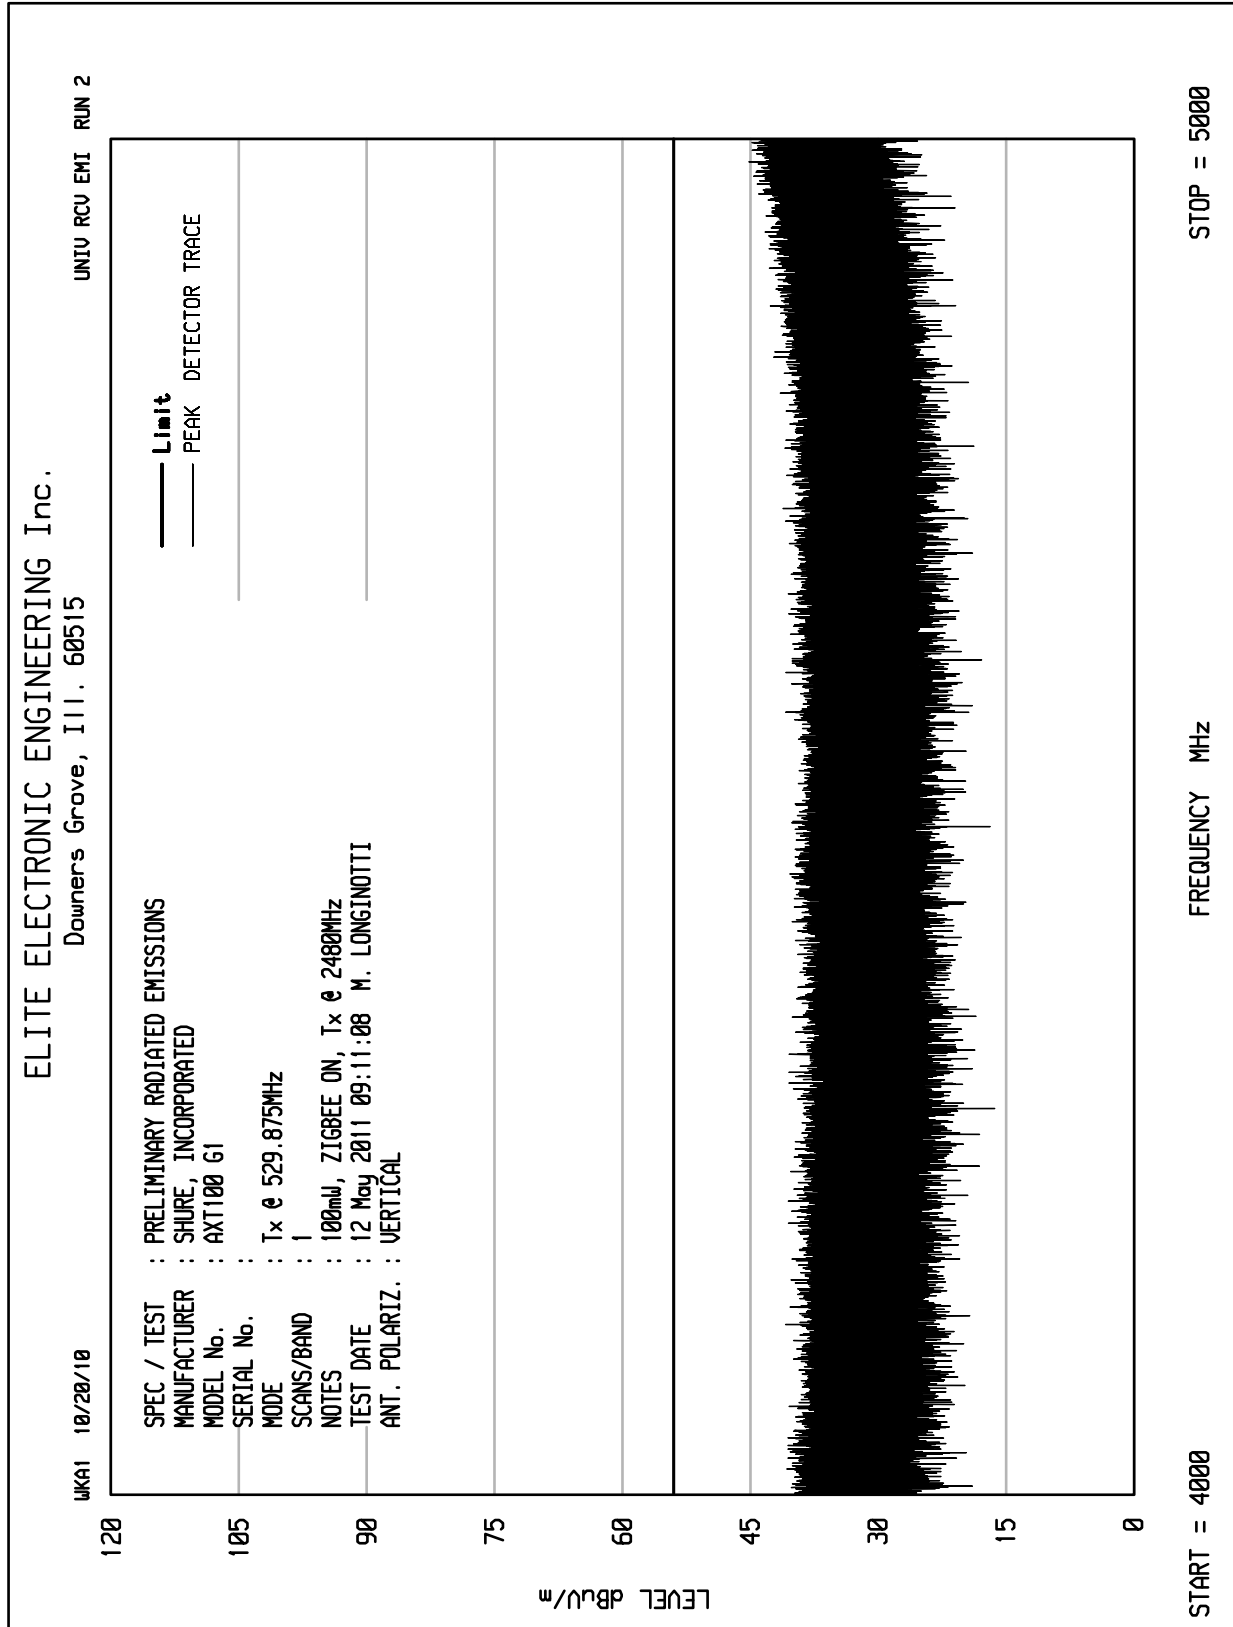 ELITE ELECTRONIC ENGINEERING Inc.
Downers Grove, Ill. 60515
WKA1 10/20/10
UNIV RCV EMI RUN 2
SPEC / TEST : PRELIMINARY RADIATED EMISSIONS
MANUFACTURER : SHURE, INCORPORATED
MODEL No. : AXT100 G1
SERIAL No. :
MODE : Tx @ 529.875MHz
SCANS/BAND : 1
NOTES : 100mW, ZIGBEE ON, Tx @ 2480MHz
TEST DATE : 12 May 2011 09:11:08 M. LONGINOTTI
ANT. POLARIZ. : VERTICAL
Limit
PEAK DETECTOR TRACE
120
105
90
75
60
45
30
15
0
LEVEL dBuV/m
START = 4000
FREQUENCY MHz
STOP = 5000